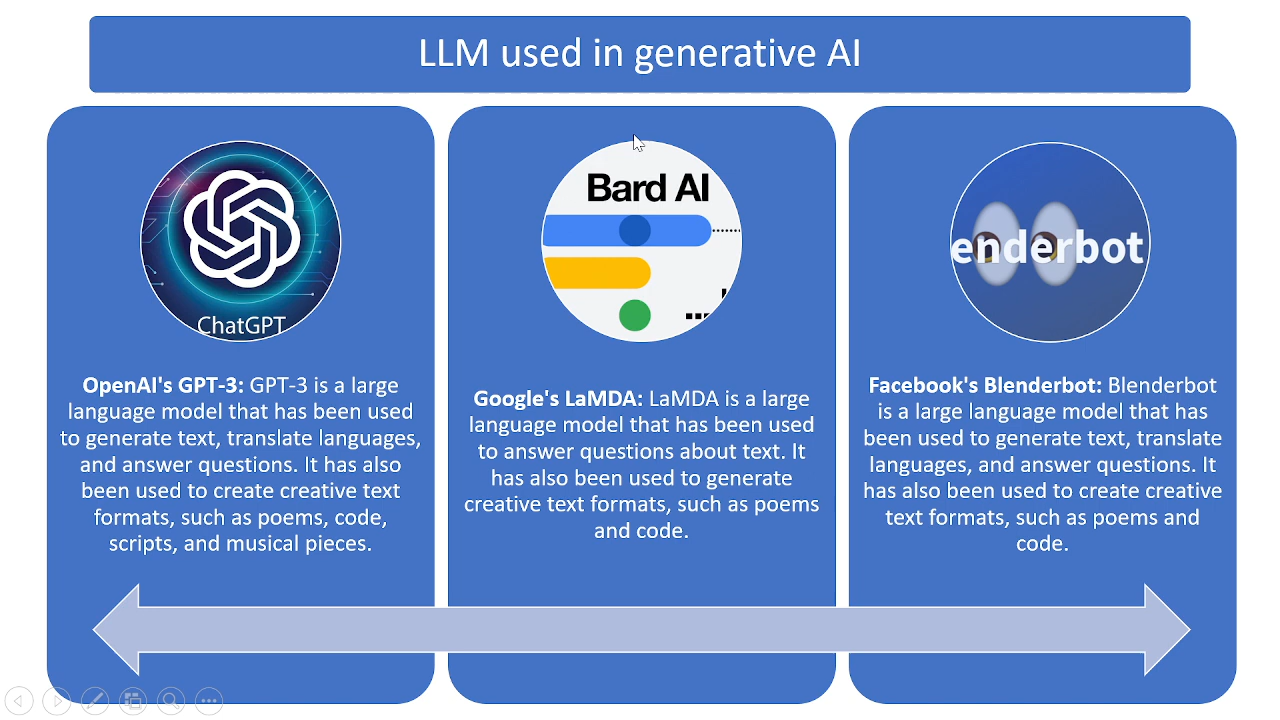 LLM used in generative AI
ChatGPT
OpenAI's GPT-3: GPT-3 is a large
language model that has been used
to generate text, translate languages,
and answer questions. It has also
been used to create creative text
formats, such as poems, code,
scripts, and musical pieces.
Bard AI
Google's LaMDA: LaMDA is a large
language model that has been used
to answer questions about text. It
has also been used to generate
creative text formats, such as poems
and code.
enderbot
Facebook's Blenderbot: Blenderbot
is a large language model that has
been used to generate text, translate
languages, and answer questions. It
has also been used to create creative
text formats, such as poems and
code.